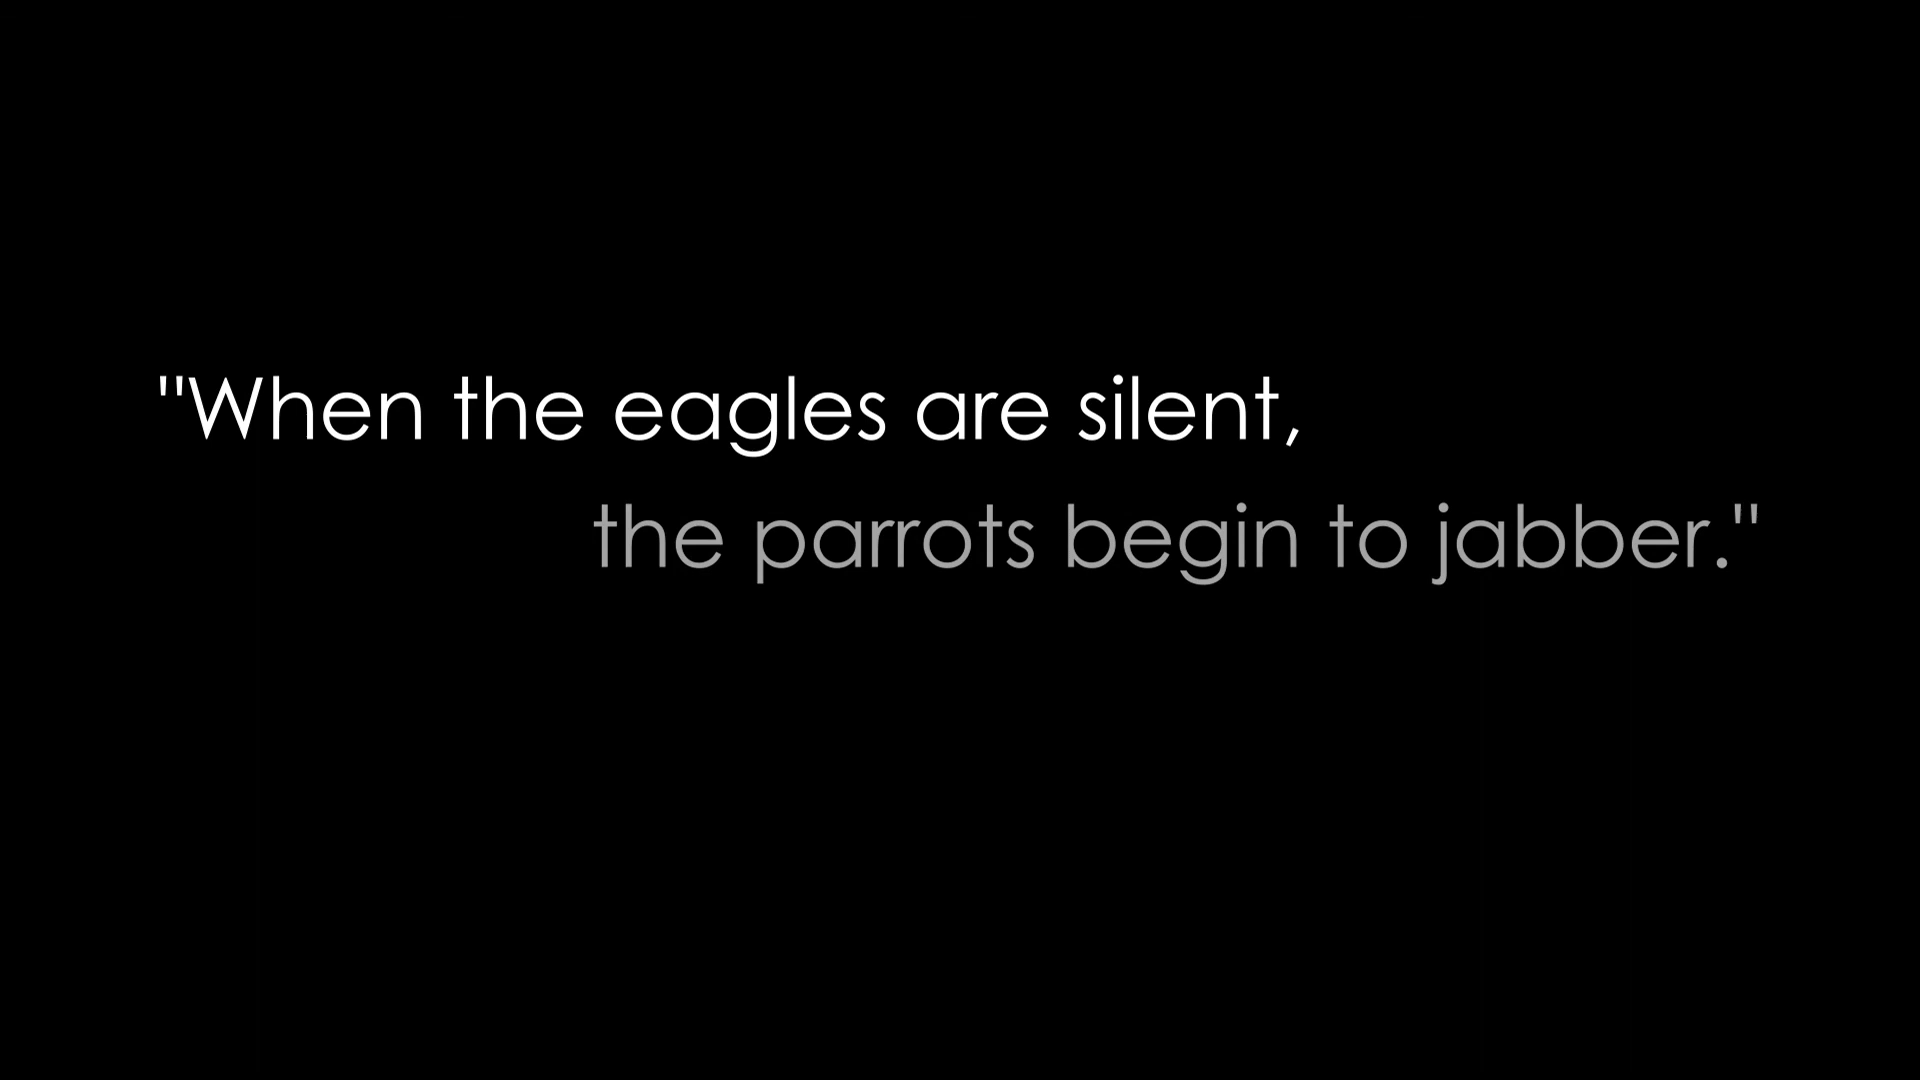 "When the eagles are silent,
the parrots begin to jabber."